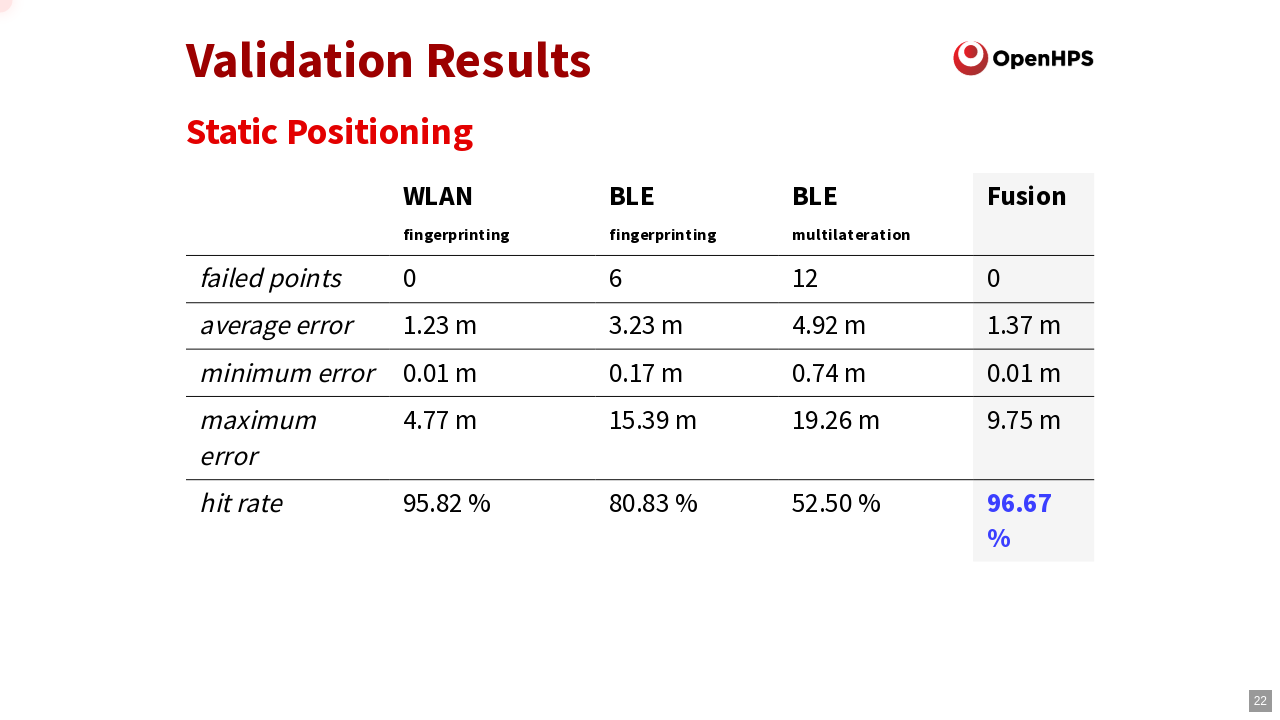 Validation Results
OpenHPS
Static Positioning
WLAN BLE BLE Fusion
fingerprinting fingerprinting multilateration
failed points 0 6 12 0
average error 1.23 m 3.23 m 4.92 m 1.37 m
minimum error 0.01 m 0.17 m 0.74 m 0.01 m
maximum 4.77 m 15.39 m 19.26 m 9.75 m
error
hit rate 95.82 % 80.83 % 52.50 % 96.67
%
22